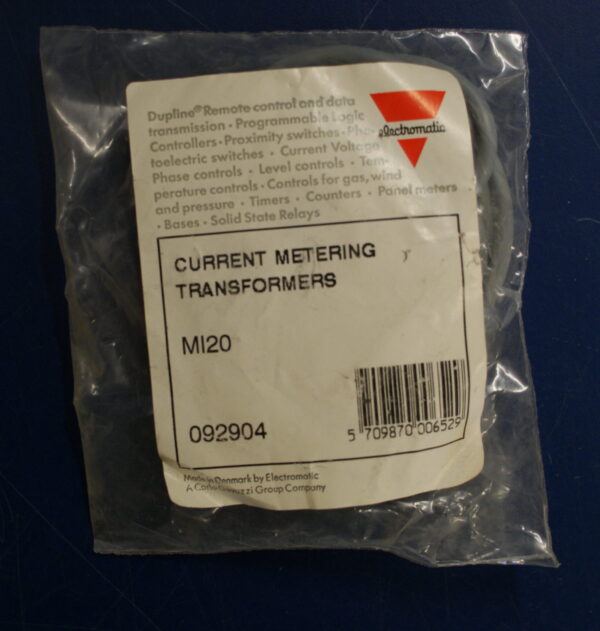 Dupline® Remote control and data
transmission • Programmable Logic
Controllers • Proximity switches • Pho-
toelectric switches • Current Voltage
Phase controls • Level controls • Tem-
perature controls • Controls for gas, wind
and pressure • Timers • Counters • Panel meters
• Bases • Solid State Relays
electromatic
CURRENT METERING
TRANSFORMERS
MI20
092904
5 709870 006529
Made in Denmark by Electromatic
A Carlo Gavazzi Group Company